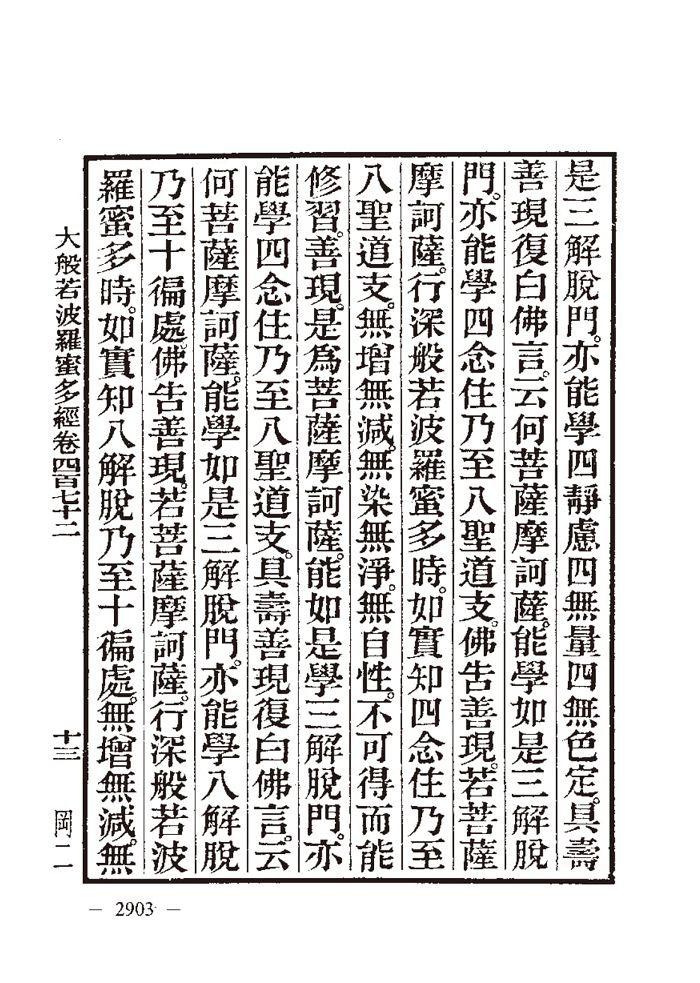 是三解脫門。亦能學四靜慮四無量四無色定。具壽
善現復白佛言。云何菩薩摩訶薩。能學如是三解脫
門。亦能學四念住乃至八聖道支。佛告善現。若菩薩
摩訶薩。行深般若波羅蜜多時。如實知四念住乃至
八聖道支。無增無減。無染無淨。無自性。不可得而能
修習。善現。是為菩薩摩訶薩。能如是學三解脫門。亦
能學四念住乃至八聖道支。具壽善現復白佛言。云
何菩薩摩訶薩。能學如是三解脫門。亦能學八解脫
乃至十徧處。佛告善現。若菩薩摩訶薩。行深般若波
羅蜜多時。如實知八解脫乃至十徧處。無增無減。無
大般若波羅蜜多經卷四百七十二 十三 岡二
— 2903 —